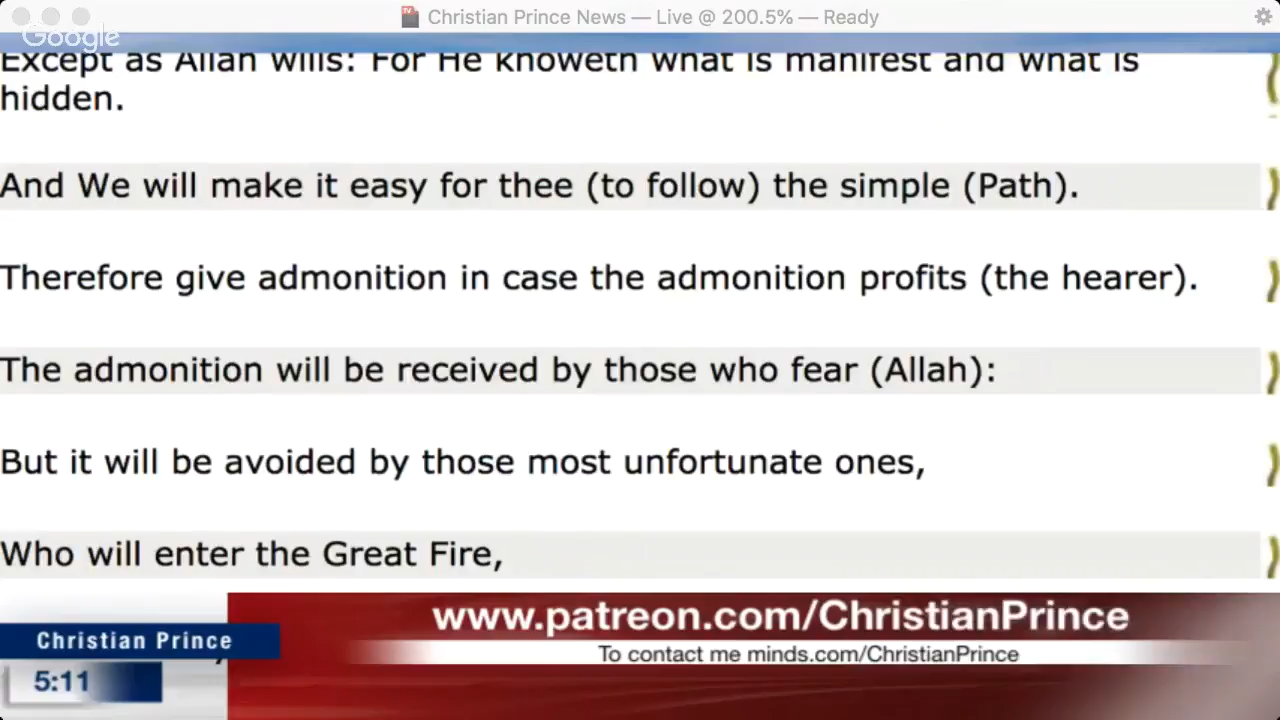 Christian Prince News — Live @ 200.5% — Ready
Google
Except as Allah wills: For He knoweth what is manifest and what is
hidden.
And We will make it easy for thee (to follow) the simple (Path).
Therefore give admonition in case the admonition profits (the hearer).
The admonition will be received by those who fear (Allah):
But it will be avoided by those most unfortunate ones,
Who will enter the Great Fire,
www.patreon.com/ChristianPrince
Christian Prince
To contact me minds.com/ChristianPrince
5:11